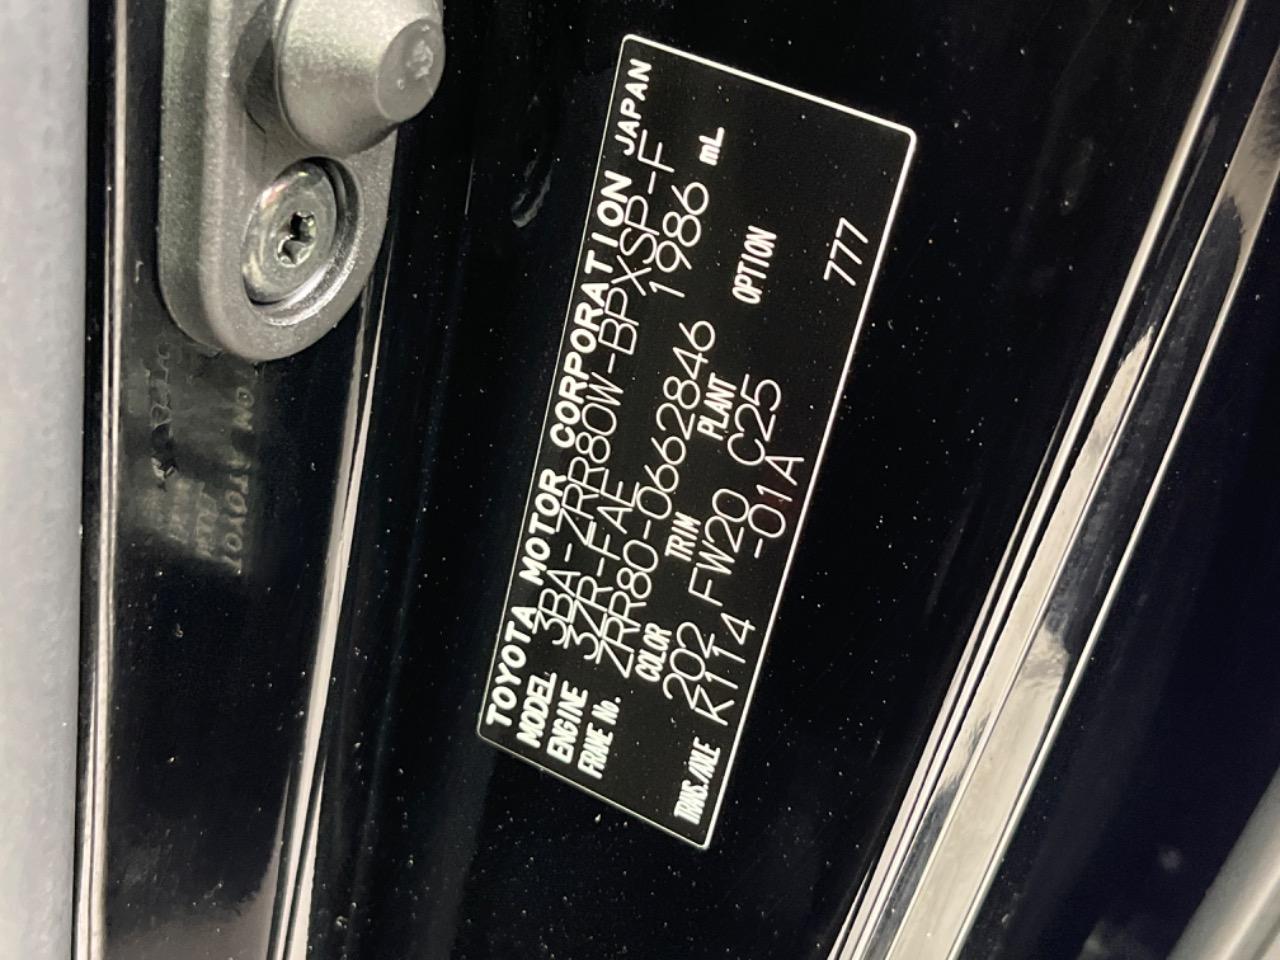 TOYOTA MOTOR CORPORATION JAPAN
MODEL 3BA-ZRR80W-BPXSP-F
ENGINE 3ZR-FAE 1986 mL
FRAME No. ZRR80-0662846
COLOR TRIM PLANT OPTION
202 FW20 C25
TRANS./AXLE K114 -01A 777